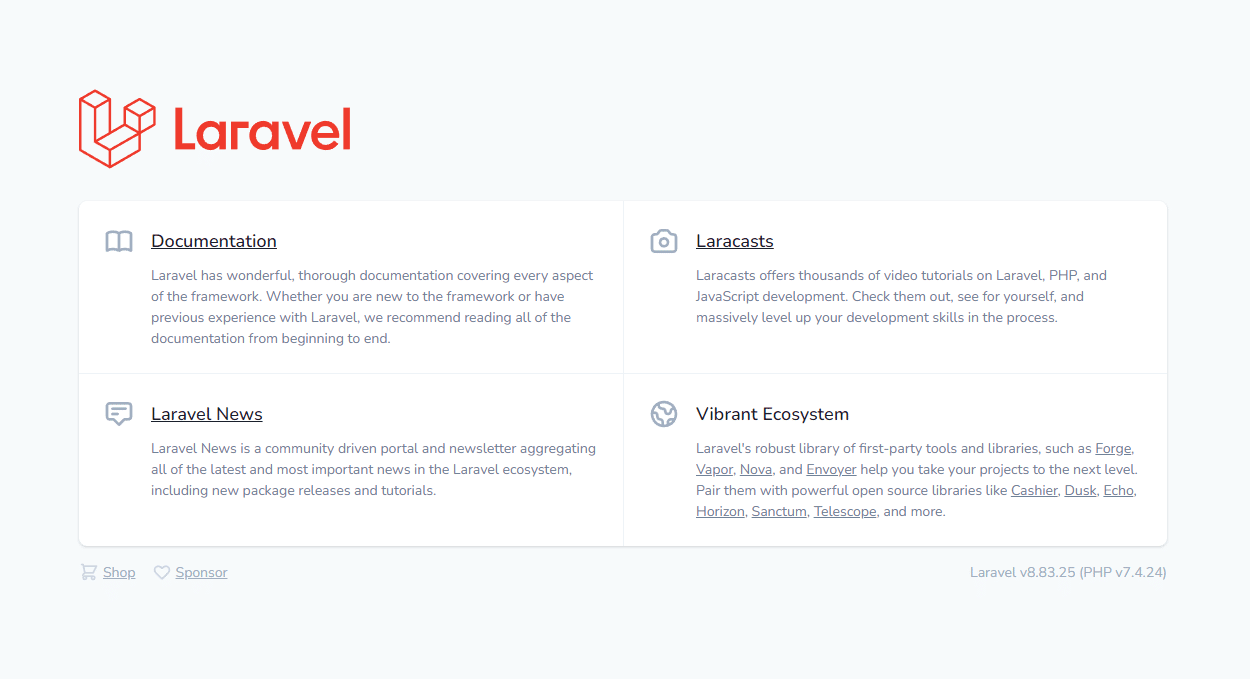 Laravel
Documentation
Laravel has wonderful, thorough documentation covering every aspect
of the framework. Whether you are new to the framework or have
previous experience with Laravel, we recommend reading all of the
documentation from beginning to end.
Laracasts
Laracasts offers thousands of video tutorials on Laravel, PHP, and
JavaScript development. Check them out, see for yourself, and
massively level up your development skills in the process.
Laravel News
Laravel News is a community driven portal and newsletter aggregating
all of the latest and most important news in the Laravel ecosystem,
including new package releases and tutorials.
Vibrant Ecosystem
Laravel's robust library of first-party tools and libraries, such as Forge,
Vapor, Nova, and Envoyer help you take your projects to the next level.
Pair them with powerful open source libraries like Cashier, Dusk, Echo,
Horizon, Sanctum, Telescope, and more.
Shop Sponsor
Laravel v8.83.25 (PHP v7.4.24)